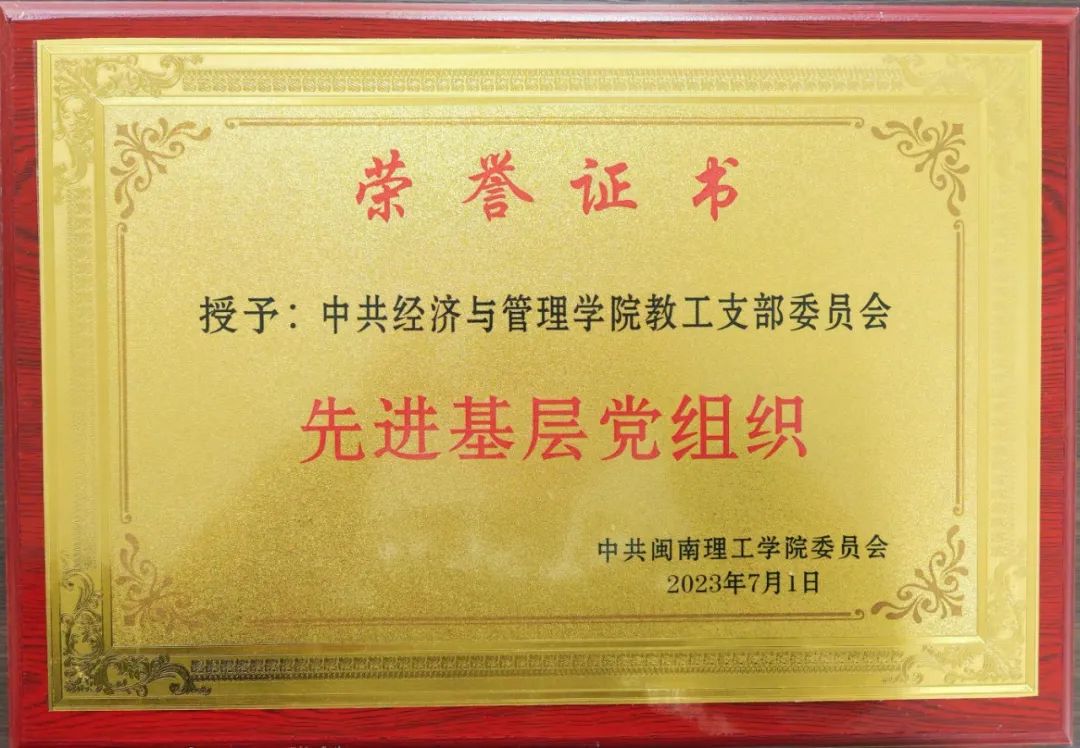 荣誉证书
授予：中共经济与管理学院教工支部委员会
先进基层党组织
中共闽南理工学院委员会
2023年7月1日